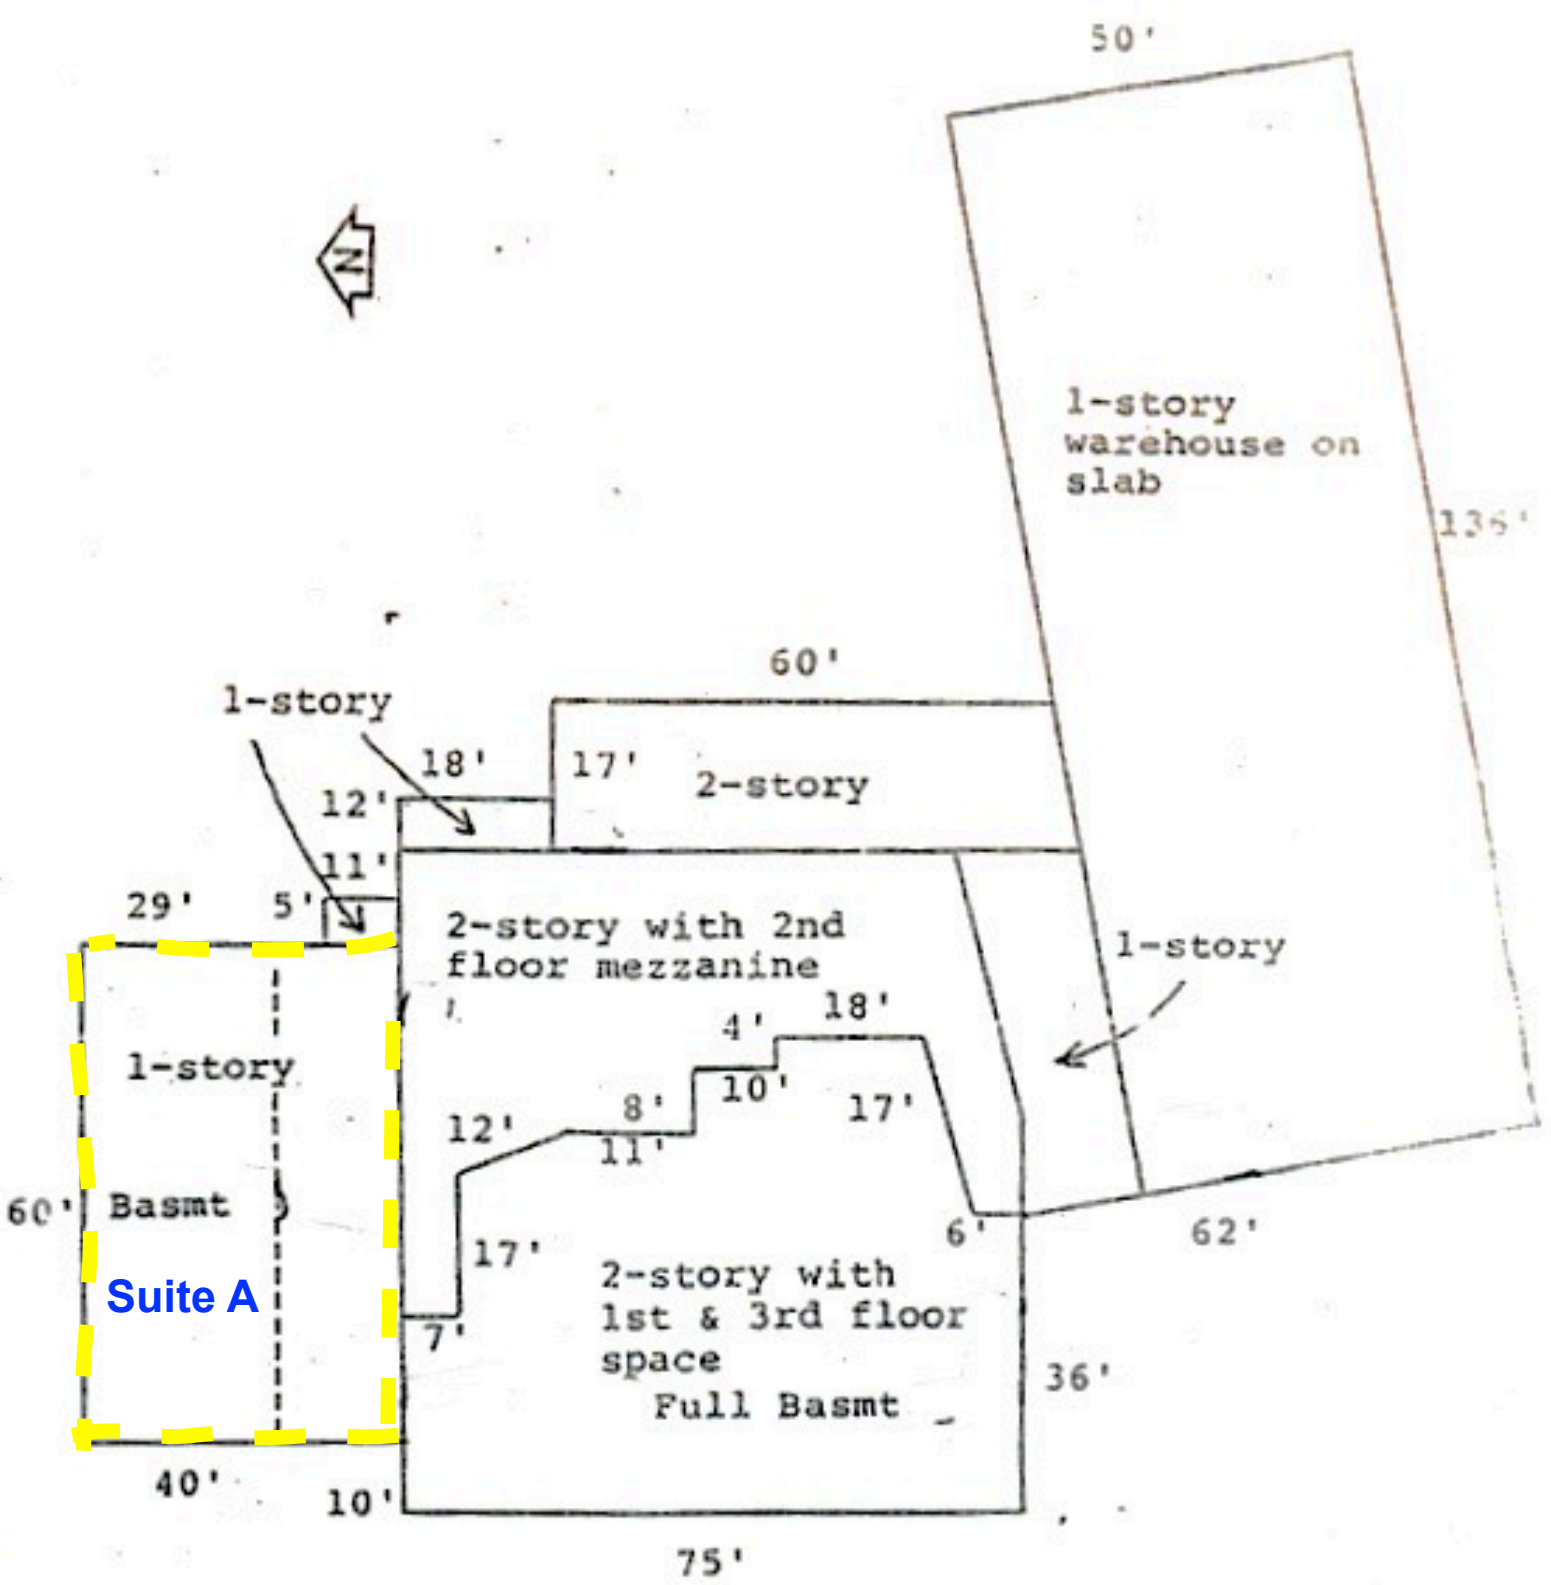 50'
N
1-story
warehouse on
slab
136'
60'
1-story
18'
17'
2-story
12'
11'
29'
5'
2-story with 2nd
floor mezzanine
1-story
18'
4'
1-story
10'
17'
8'
12'
11'
60'
Basmt
6'
62'
17'
Suite A
2-story with
1st & 3rd floor
space
7'
36'
Full Basmt
40'
10'
75'